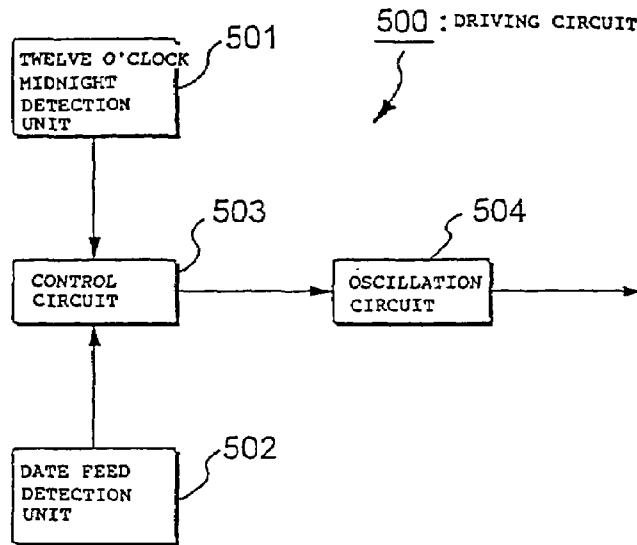 501
500 : DRIVING CIRCUIT
TWELVE O'CLOCK
MIDNIGHT
DETECTION
UNIT
503
504
CONTROL
CIRCUIT
OSCILLATION
CIRCUIT
502
DATE FEED
DETECTION
UNIT